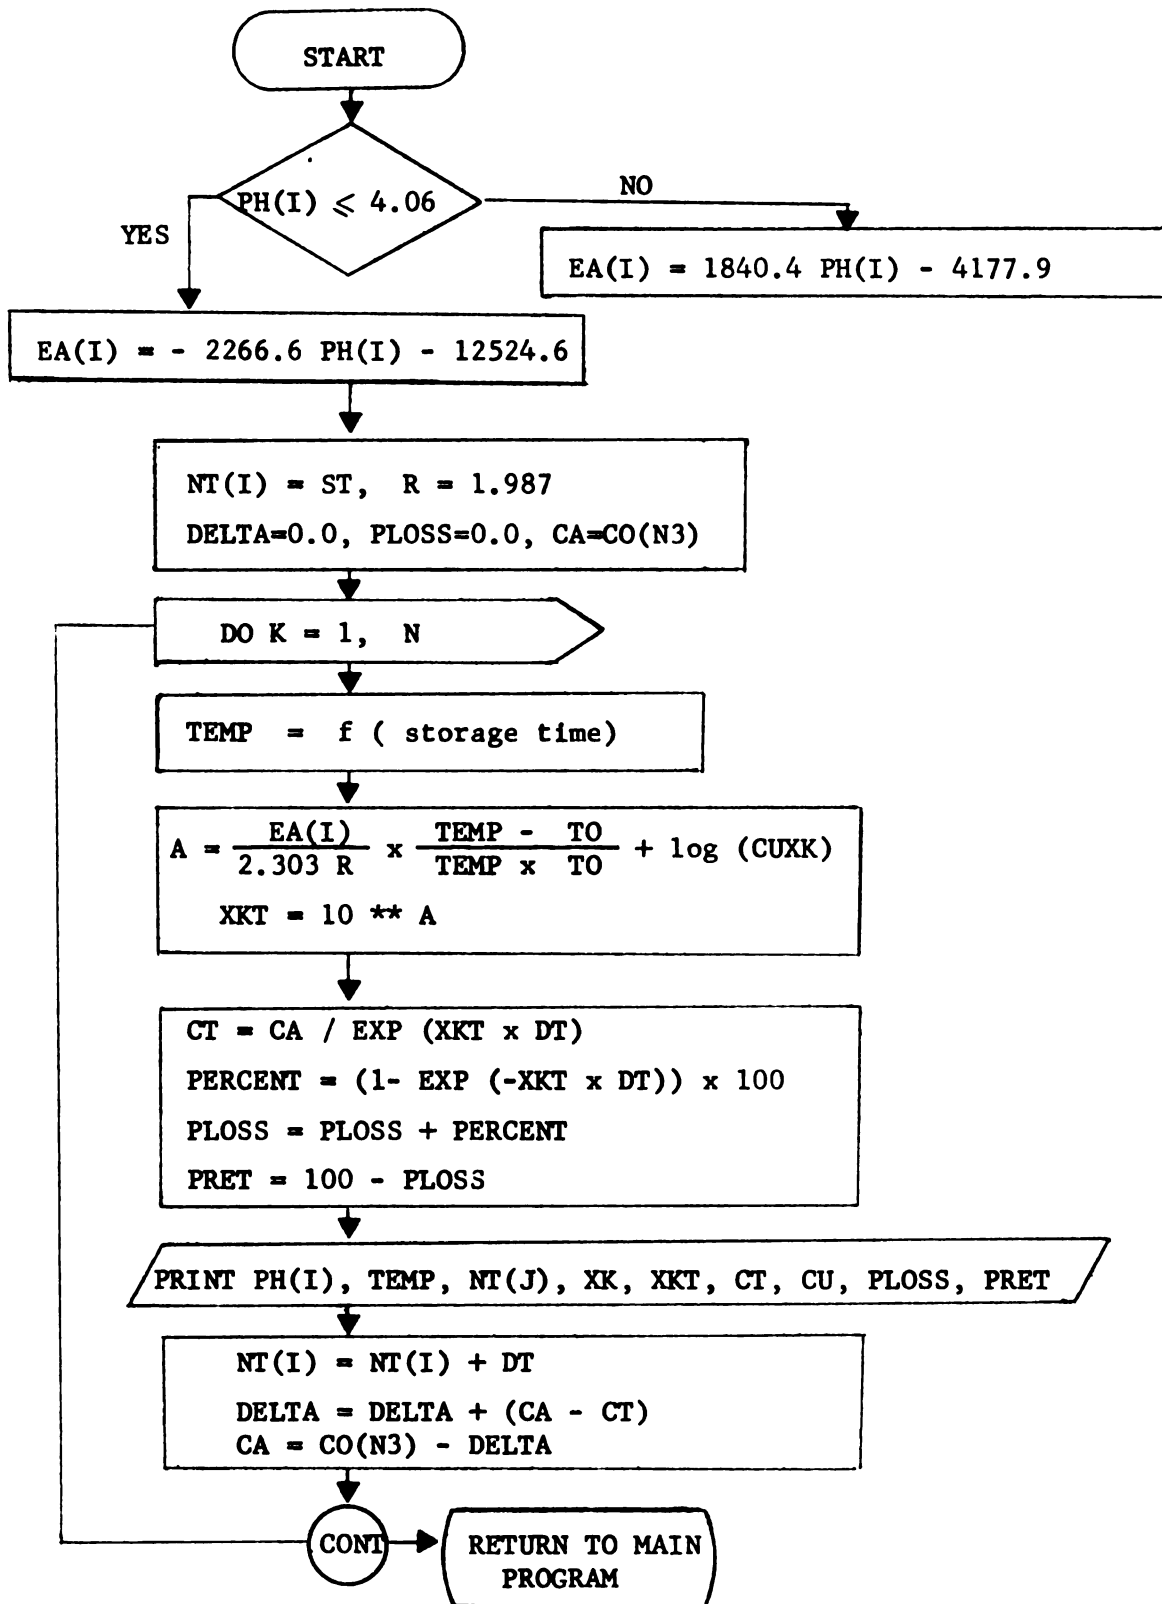 START
PH(I) ⩽ 4.06
NO
YES
EA(I) = 1840.4 PH(I) - 4177.9
EA(I) = - 2266.6 PH(I) - 12524.6
NT(I) = ST, R = 1.987
DELTA=0.0, PLOSS=0.0, CA=CO(N3)
DO K = 1, N
TEMP = f ( storage time)
A = EA(I) / 2.303 R x TEMP - TO / TEMP x TO + log (CUXK)
XKT = 10 ** A
CT = CA / EXP (XKT x DT)
PERCENT = (1- EXP (-XKT x DT)) x 100
PLOSS = PLOSS + PERCENT
PRET = 100 - PLOSS
PRINT PH(I), TEMP, NT(J), XK, XKT, CT, CU, PLOSS, PRET
NT(I) = NT(I) + DT
DELTA = DELTA + (CA - CT)
CA = CO(N3) - DELTA
CONT
RETURN TO MAIN
PROGRAM